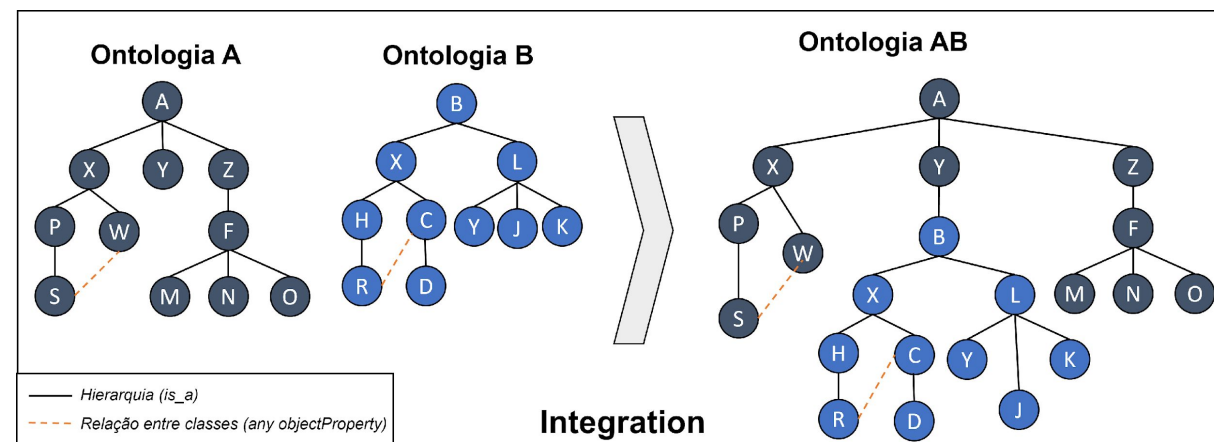 Ontologia A
Ontologia B
Ontologia AB
A
X Y Z
P W F
S M N O
B
X L
H C Y J K
R D
A
X Y Z
P W B F
S X L M N O
H C Y K
R D J
Hierarquia (is_a)
Relação entre classes (any objectProperty)
Integration